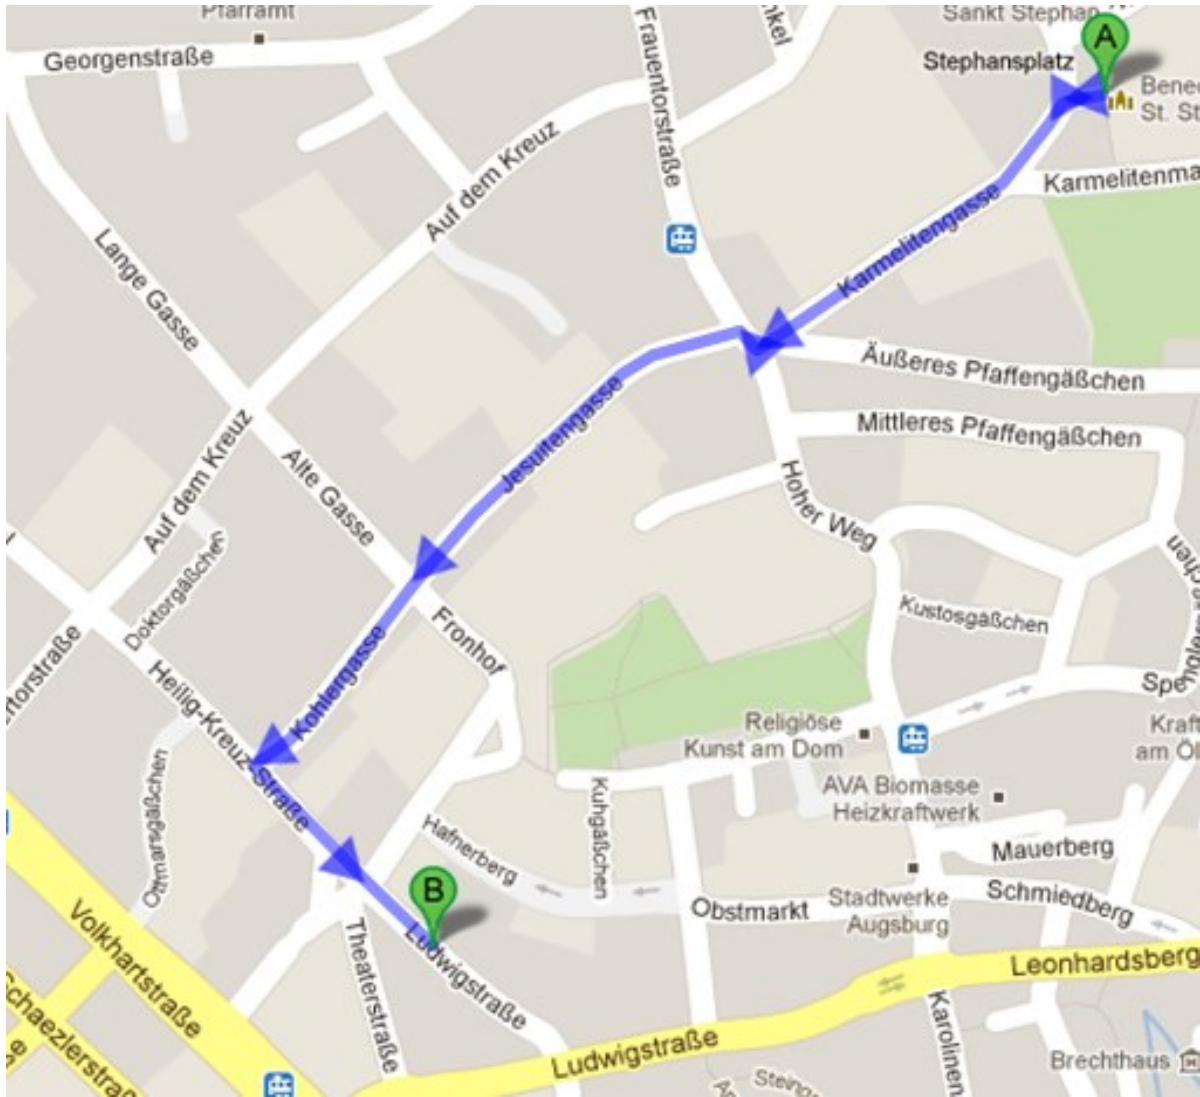 Pfarramt
Georgenstraße
Frauentorstraße
Sankt Stephan
A
Stephansplatz
St. St
Karmelitenma
Auf dem Kreuz
Lange Gasse
Karmelitengasse
Äußeres Pfaffengäßchen
Mittleres Pfaffengäßchen
Jesuitengasse
Alte Gasse
Auf dem Kreuz
Hoher Weg
Doktorgäßchen
Fronhof
Kustosgäßchen
Kohlergasse
Heilig-Kreuz-Straße
Spe
Religiöse
Kunst am Dom
Kraft
am Öl
Otmarsgäßchen
Kuhgäßchen
AVA Biomasse
Heizkraftwerk
Hafnerberg
Mauerberg
B
Schmiedberg
Obstmarkt
Stadtwerke
Augsburg
Volkhartstraße
Theaterstraße
Ludwigstraße
Leonhardsberg
Karolinen
Ludwigstraße
Brechthaus